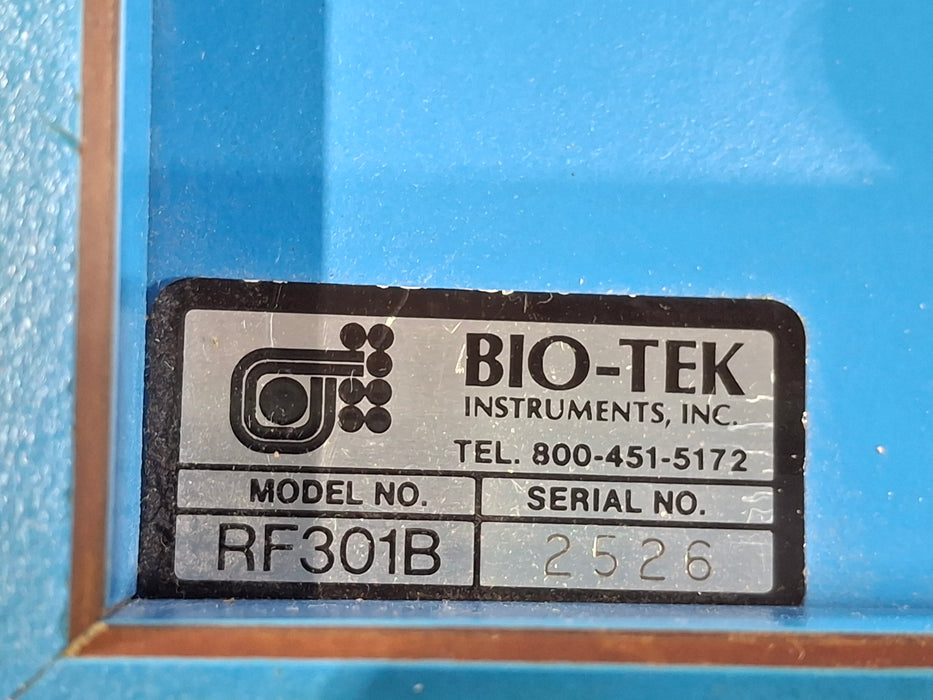 BIO-TEK
INSTRUMENTS, INC.
TEL. 800-451-5172
MODEL NO.
SERIAL NO.
RF301B
2526